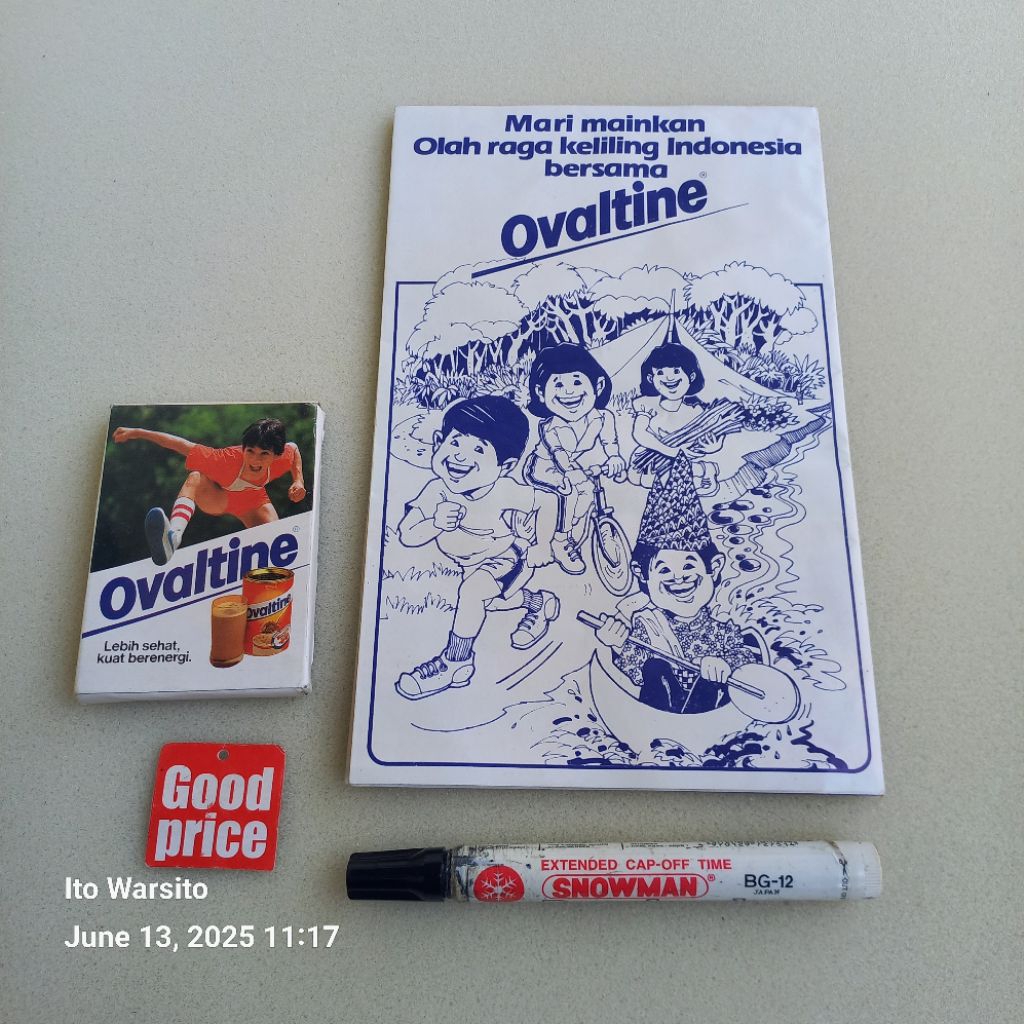 Mari mainkan
Olah raga keliling Indonesia
bersama
Ovaltine®
Ovaltine®
Ovaltine
Lebih sehat,
kuat berenergi.
Good
price
EXTENDED CAP-OFF TIME
SNOWMAN®
BG-12
JAPAN
Ito Warsito
June 13, 2025 11:17